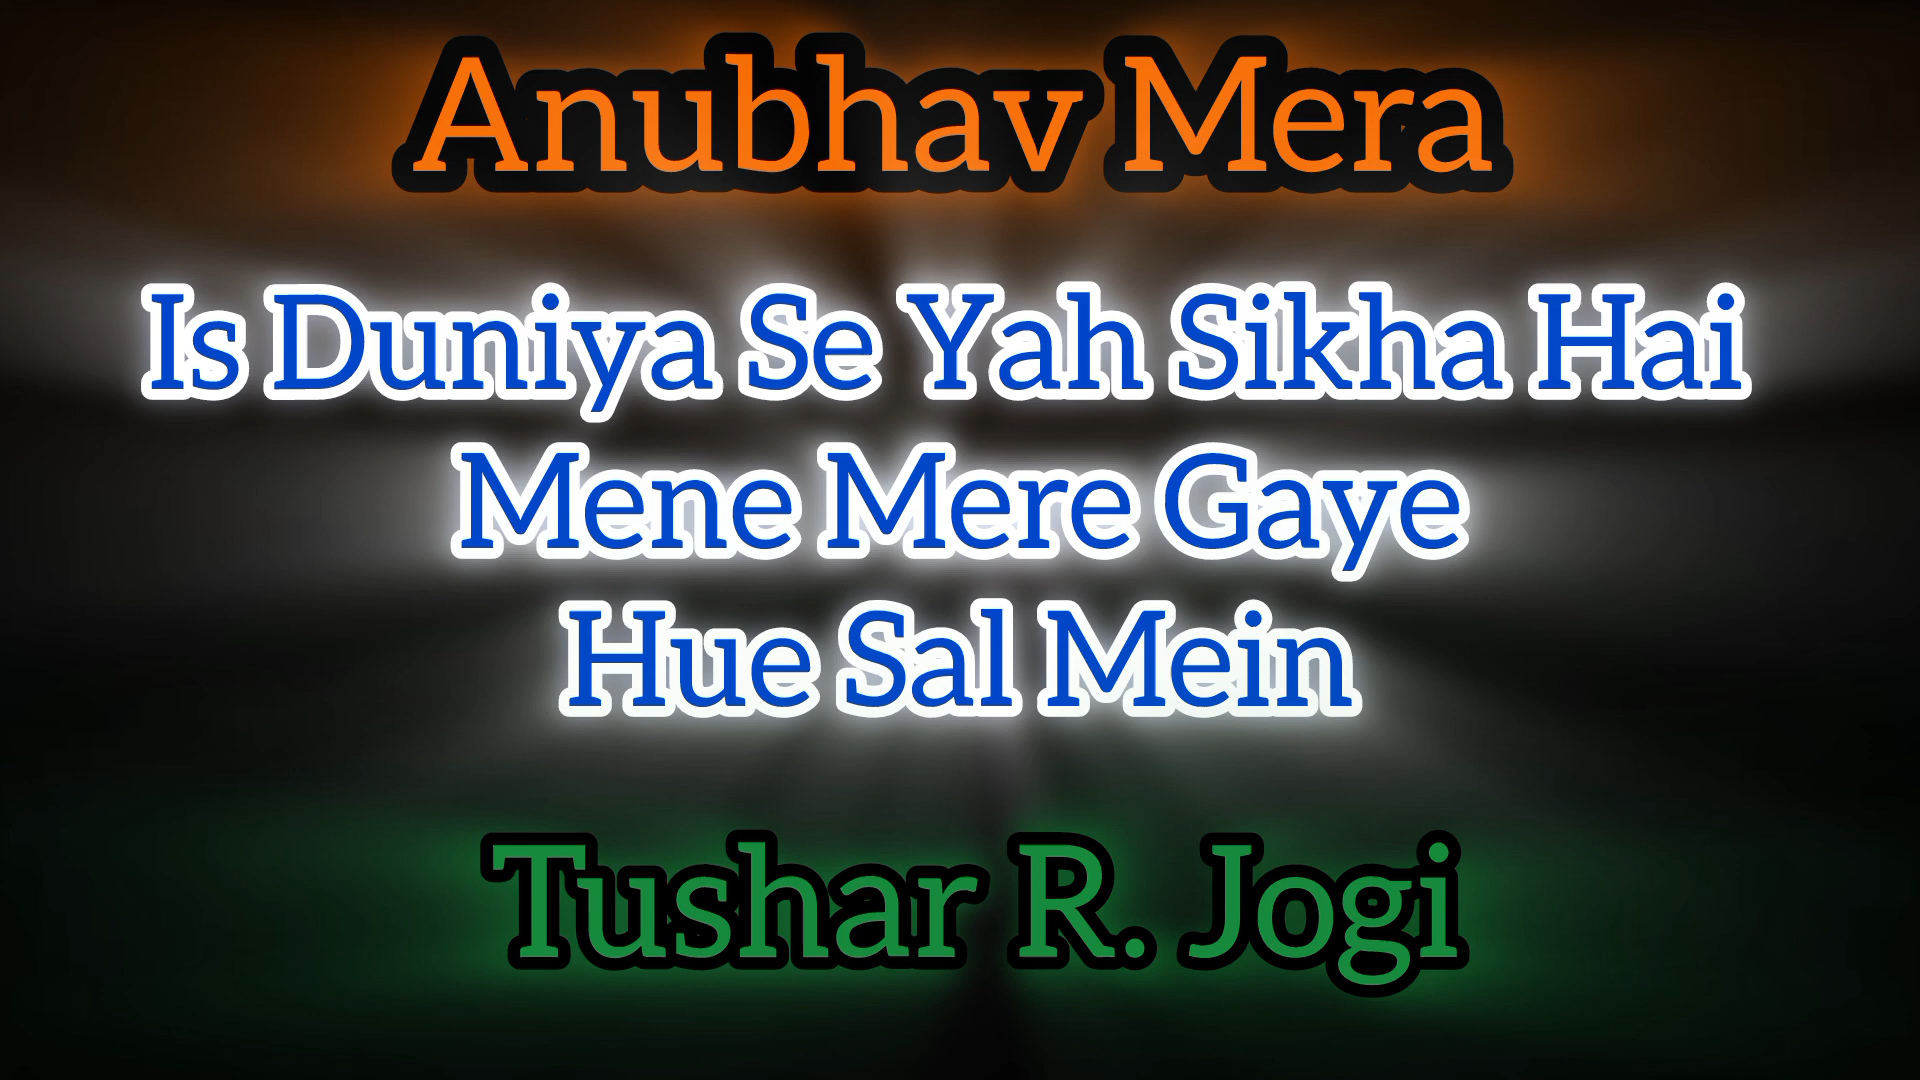 Anubhav Mera
Is Duniya Se Yah Sikha Hai
Mene Mere Gaye
Hue Sal Mein
Tushar R. Jogi